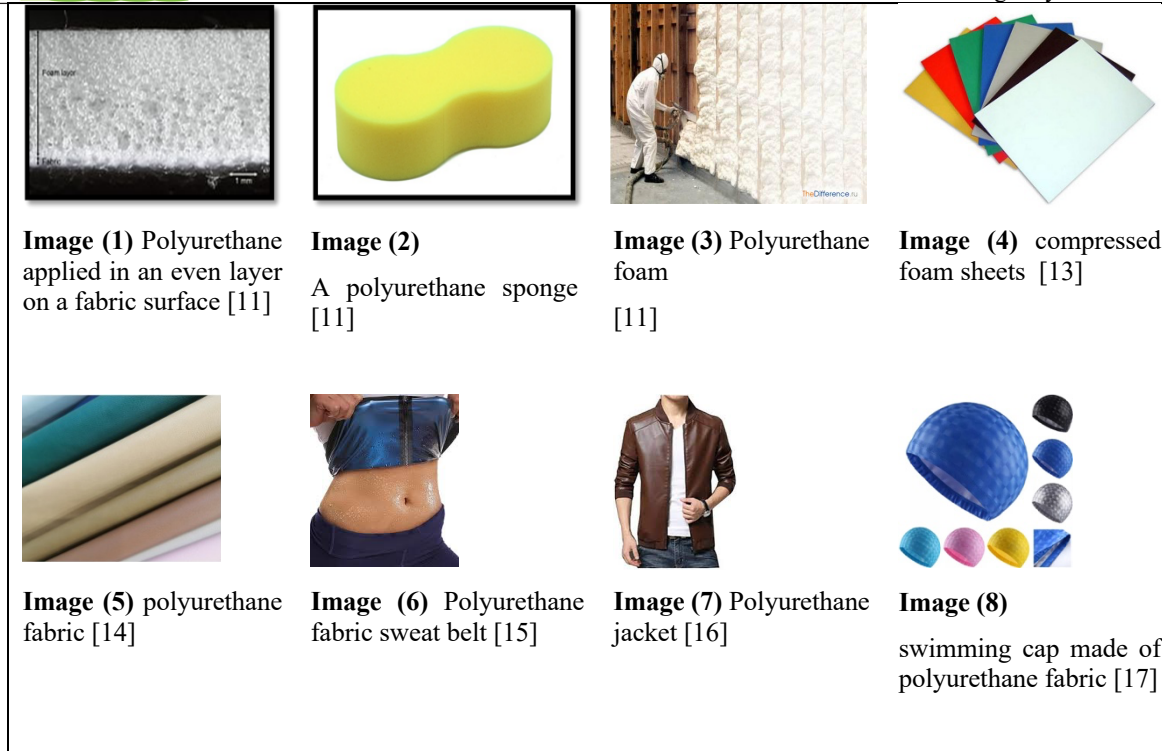 Foam layer
Fabric
1 mm
TheDifference.ru
Image (1) Polyurethane
applied in an even layer
on a fabric surface [11]
Image (2)
A polyurethane sponge
[11]
Image (3) Polyurethane
foam
[11]
Image (4) compressed
foam sheets [13]
Image (5) polyurethane
fabric [14]
Image (6) Polyurethane
fabric sweat belt [15]
Image (7) Polyurethane
jacket [16]
Image (8)
swimming cap made of
polyurethane fabric [17]